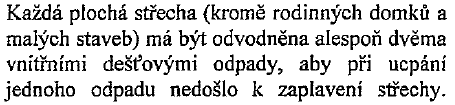 Každá plochá střecha (kromě rodinných domků a
malých staveb) má být odvodněna alespoň dvěma
vnitřními dešťovými odpady, aby při ucpání
jednoho odpadu nedošlo k zaplavení střechy.